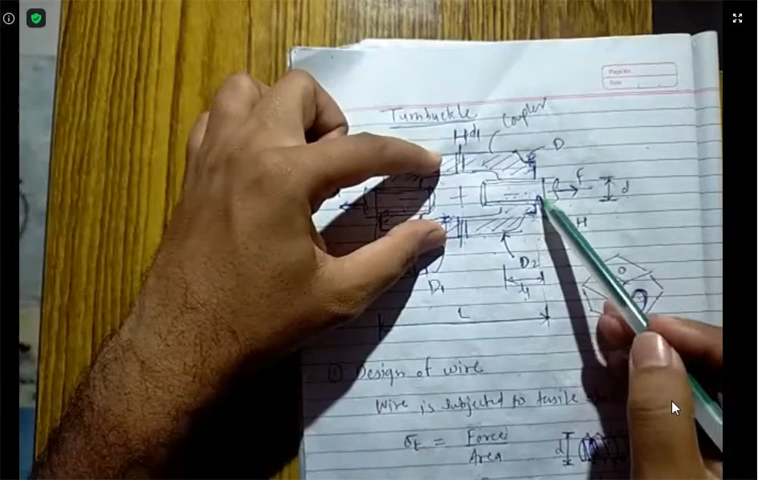 Page No.
Date
Turnbuckle
Coupler
d1
D
F
d
H
D2
D1
l1
L
① Design of wire
Wire is subjected to tensile
σt = Force
Area
d